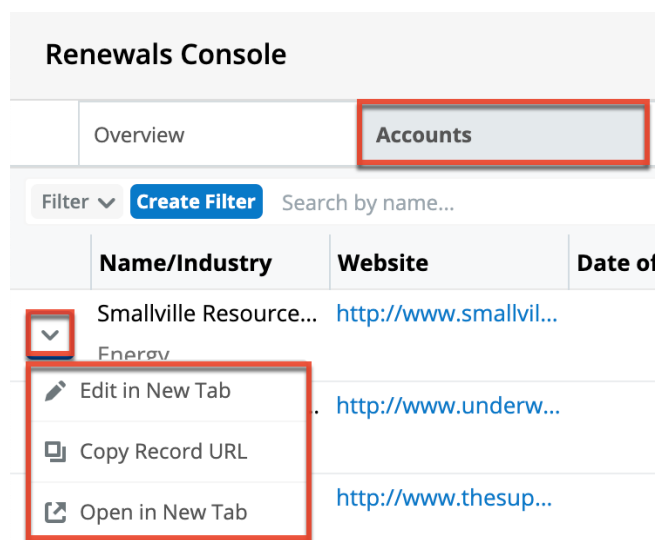 Renewals Console
Overview Accounts
Filter Create Filter Search by name...
Name/Industry Website Date of
Smallville Resource... http://www.smallvil...
Energy
Edit in New Tab
. http://www.underw...
Copy Record URL
http://www.thesup...
Open in New Tab